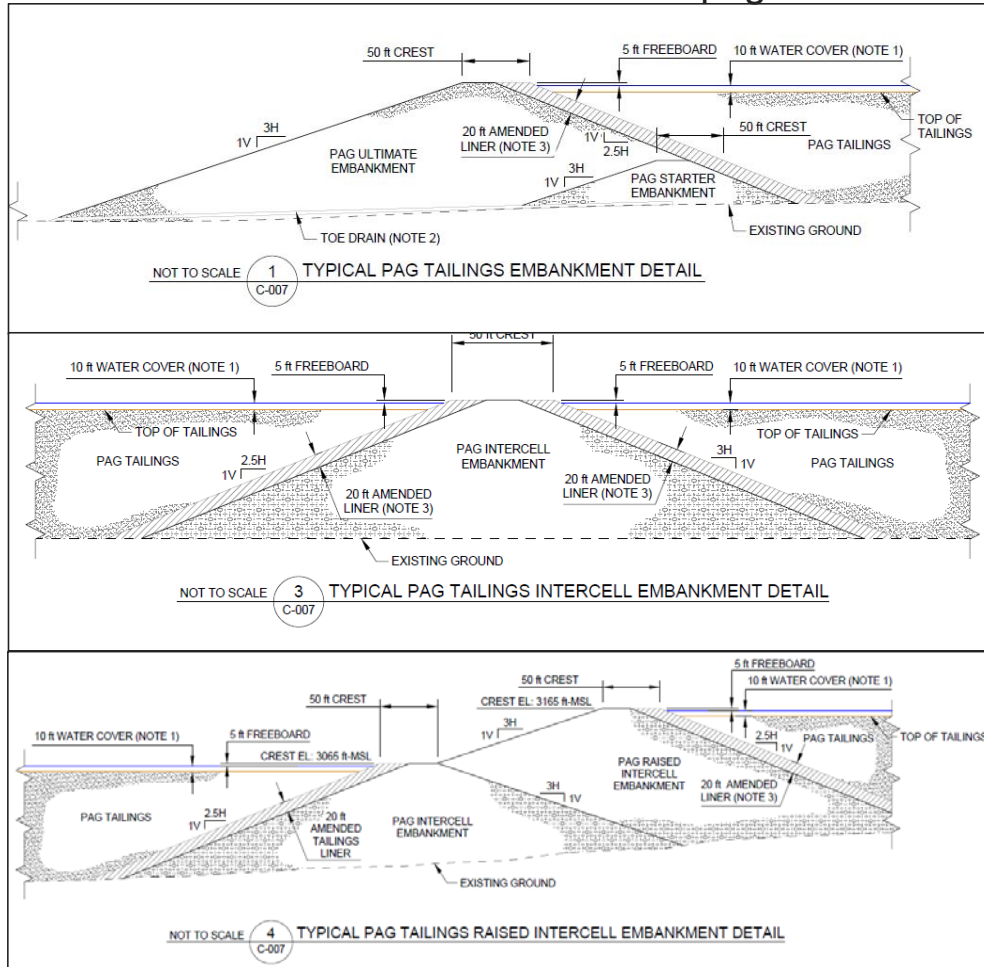 50 ft CREST
5 ft FREEBOARD
10 ft WATER COVER (NOTE 1)
TOP OF
TAILINGS
3H
1V
PAG ULTIMATE
EMBANKMENT
20 ft AMENDED
LINER (NOTE 3)
1V
2.5H
50 ft CREST
PAG TAILINGS
3H
1V
PAG STARTER
EMBANKMENT
TOE DRAIN (NOTE 2)
EXISTING GROUND
NOT TO SCALE
1
C-007
TYPICAL PAG TAILINGS EMBANKMENT DETAIL
50 ft CREST
10 ft WATER COVER (NOTE 1)
5 ft FREEBOARD
5 ft FREEBOARD
10 ft WATER COVER (NOTE 1)
TOP OF TAILINGS
TOP OF TAILINGS
PAG TAILINGS
2.5H
1V
PAG INTERCELL
EMBANKMENT
3H
1V
PAG TAILINGS
20 ft AMENDED
LINER (NOTE 3)
20 ft AMENDED
LINER (NOTE 3)
EXISTING GROUND
NOT TO SCALE
3
C-007
TYPICAL PAG TAILINGS INTERCELL EMBANKMENT DETAIL
5 ft FREEBOARD
10 ft WATER COVER (NOTE 1)
50 ft CREST
50 ft CREST
CREST EL: 3165 ft-MSL
3H
1V
TOP OF TAILINGS
2.5H
1V
PAG TAILINGS
10 ft WATER COVER (NOTE 1)
5 ft FREEBOARD
CREST EL: 3065 ft-MSL
PAG RAISED
INTERCELL
EMBANKMENT
20 ft AMENDED
LINER (NOTE 3)
3H
1V
PAG TAILINGS
2.5H
1V
20 ft
AMENDED
TAILINGS
LINER
PAG INTERCELL
EMBANKMENT
EXISTING GROUND
NOT TO SCALE
4
C-007
TYPICAL PAG TAILINGS RAISED INTERCELL EMBANKMENT DETAIL